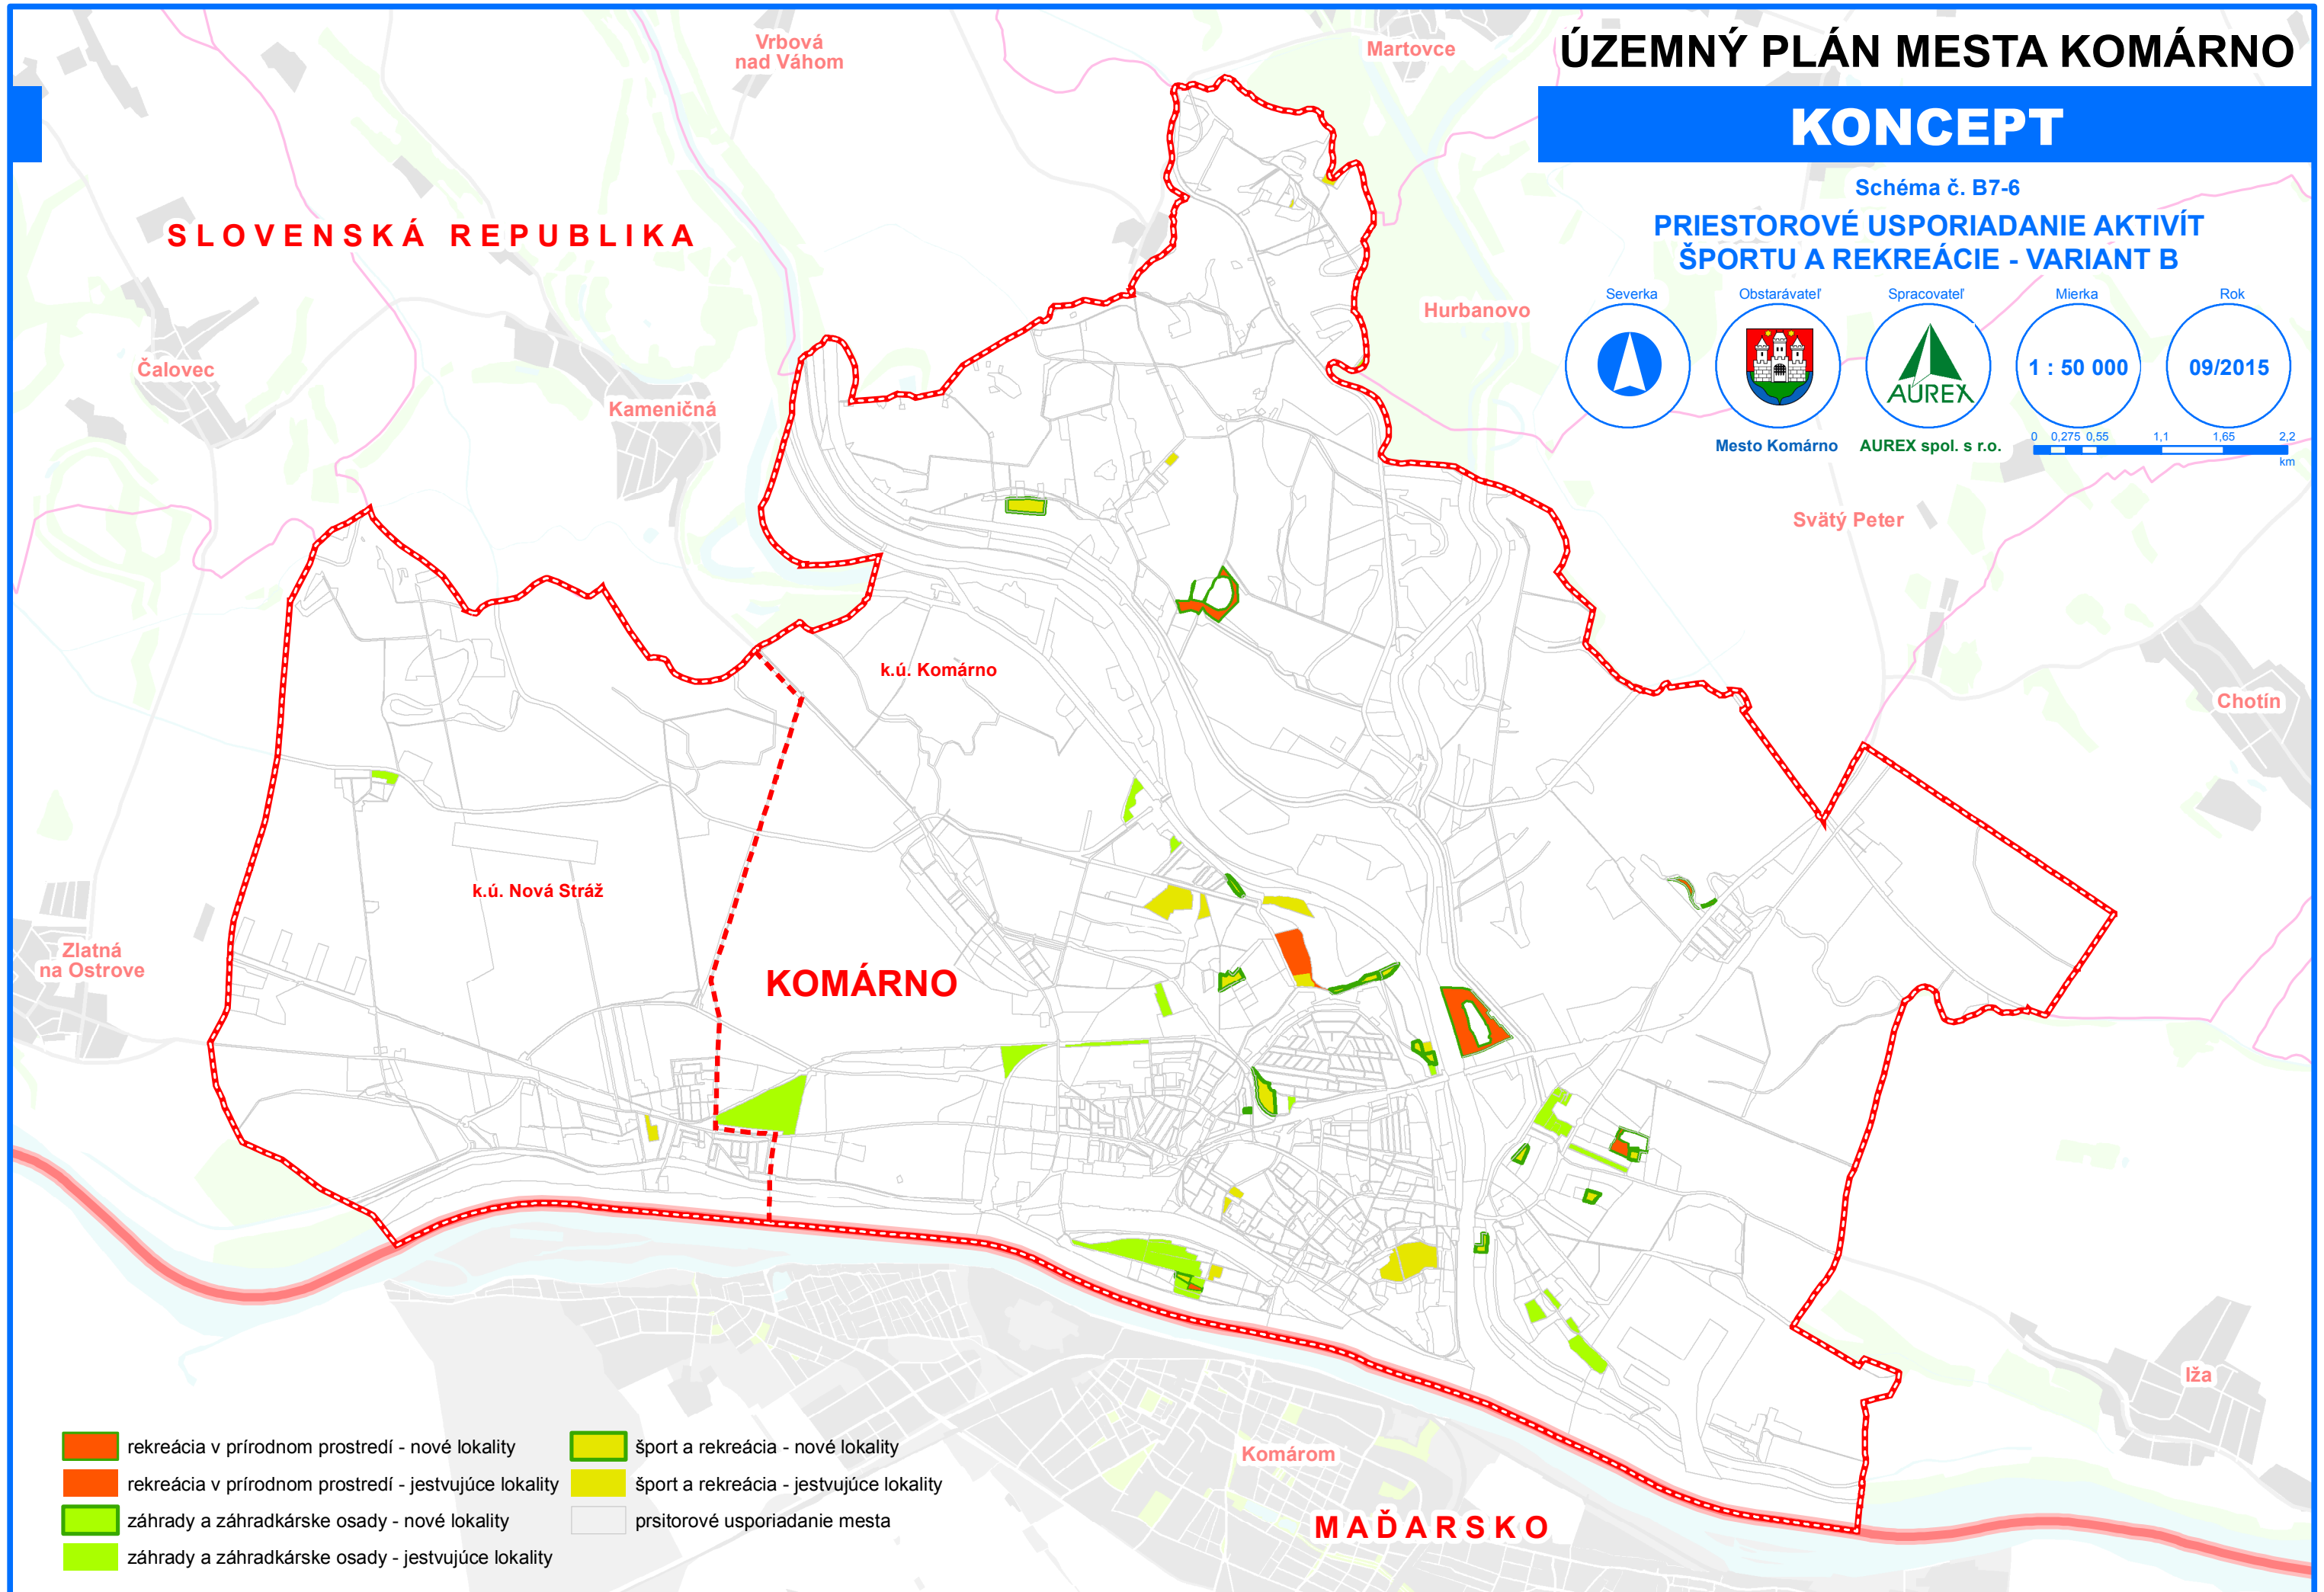 ÚZEMNÝ PLÁN MESTA KOMÁRNO
KONCEPT
Schéma č. B7-6
PRIESTOROVÉ USPORIADANIE AKTIVÍT
ŠPORTU A REKREÁCIE - VARIANT B
Severka
Obstarávateľ
Spracovateľ
Mierka
Rok
AUREX
1 : 50 000
09/2015
Mesto Komárno
AUREX spol. s r.o.
0 0,275 0,55 1,1 1,65 2,2
km
Vrbová
nad Váhom
Martovce
SLOVENSKÁ REPUBLIKA
Hurbanovo
Čalovec
Kameničná
Svätý Peter
k.ú. Komárno
Chotín
k.ú. Nová Stráž
Zlatná
na Ostrove
KOMÁRNO
Iža
Komárom
MAĎARSKO
rekreácia v prírodnom prostredí - nové lokality
rekreácia v prírodnom prostredí - jestvujúce lokality
záhrady a záhradkárske osady - nové lokality
záhrady a záhradkárske osady - jestvujúce lokality
šport a rekreácia - nové lokality
šport a rekreácia - jestvujúce lokality
prsitorové usporiadanie mesta